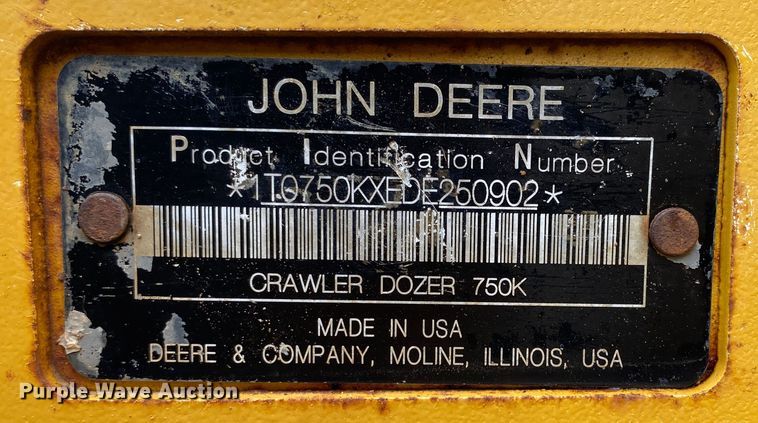 JOHN DEERE
Product Identification Number
*1T0750KXEDE250902*
CRAWLER DOZER 750K
MADE IN USA
DEERE & COMPANY, MOLINE, ILLINOIS, USA
Purple Wave Auction